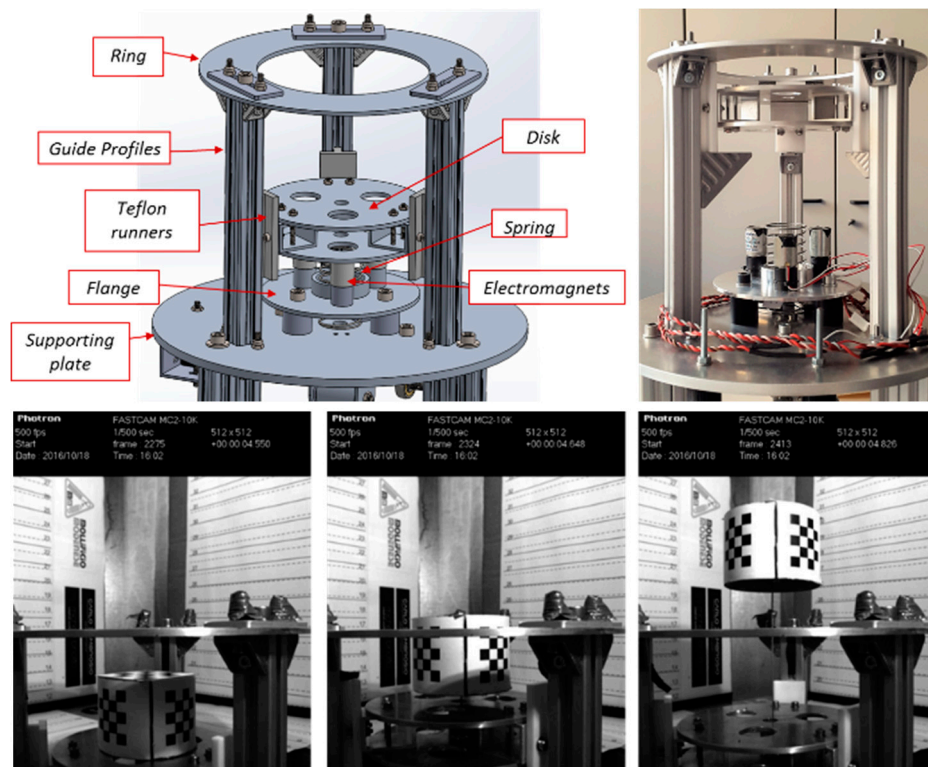 Ring
Disk
Guide Profiles
Teflon
runners
Spring
Flange
Electromagnets
Supporting
plate
Photron FASTCAM MC2-10K
500 fps 1/500 sec 512 x 512
Start frame : 2275 +00:00:04.550
Date : 2016/10/18 Time : 16:02
Photron FASTCAM MC2-10K
500 fps 1/500 sec 512 x 512
Start frame : 2324 +00:00:04.648
Date : 2016/10/18 Time : 16:02
Photron FASTCAM MC2-10K
500 fps 1/500 sec 512 x 512
Start frame : 2413 +00:00:04.826
Date : 2016/10/18 Time : 16:02